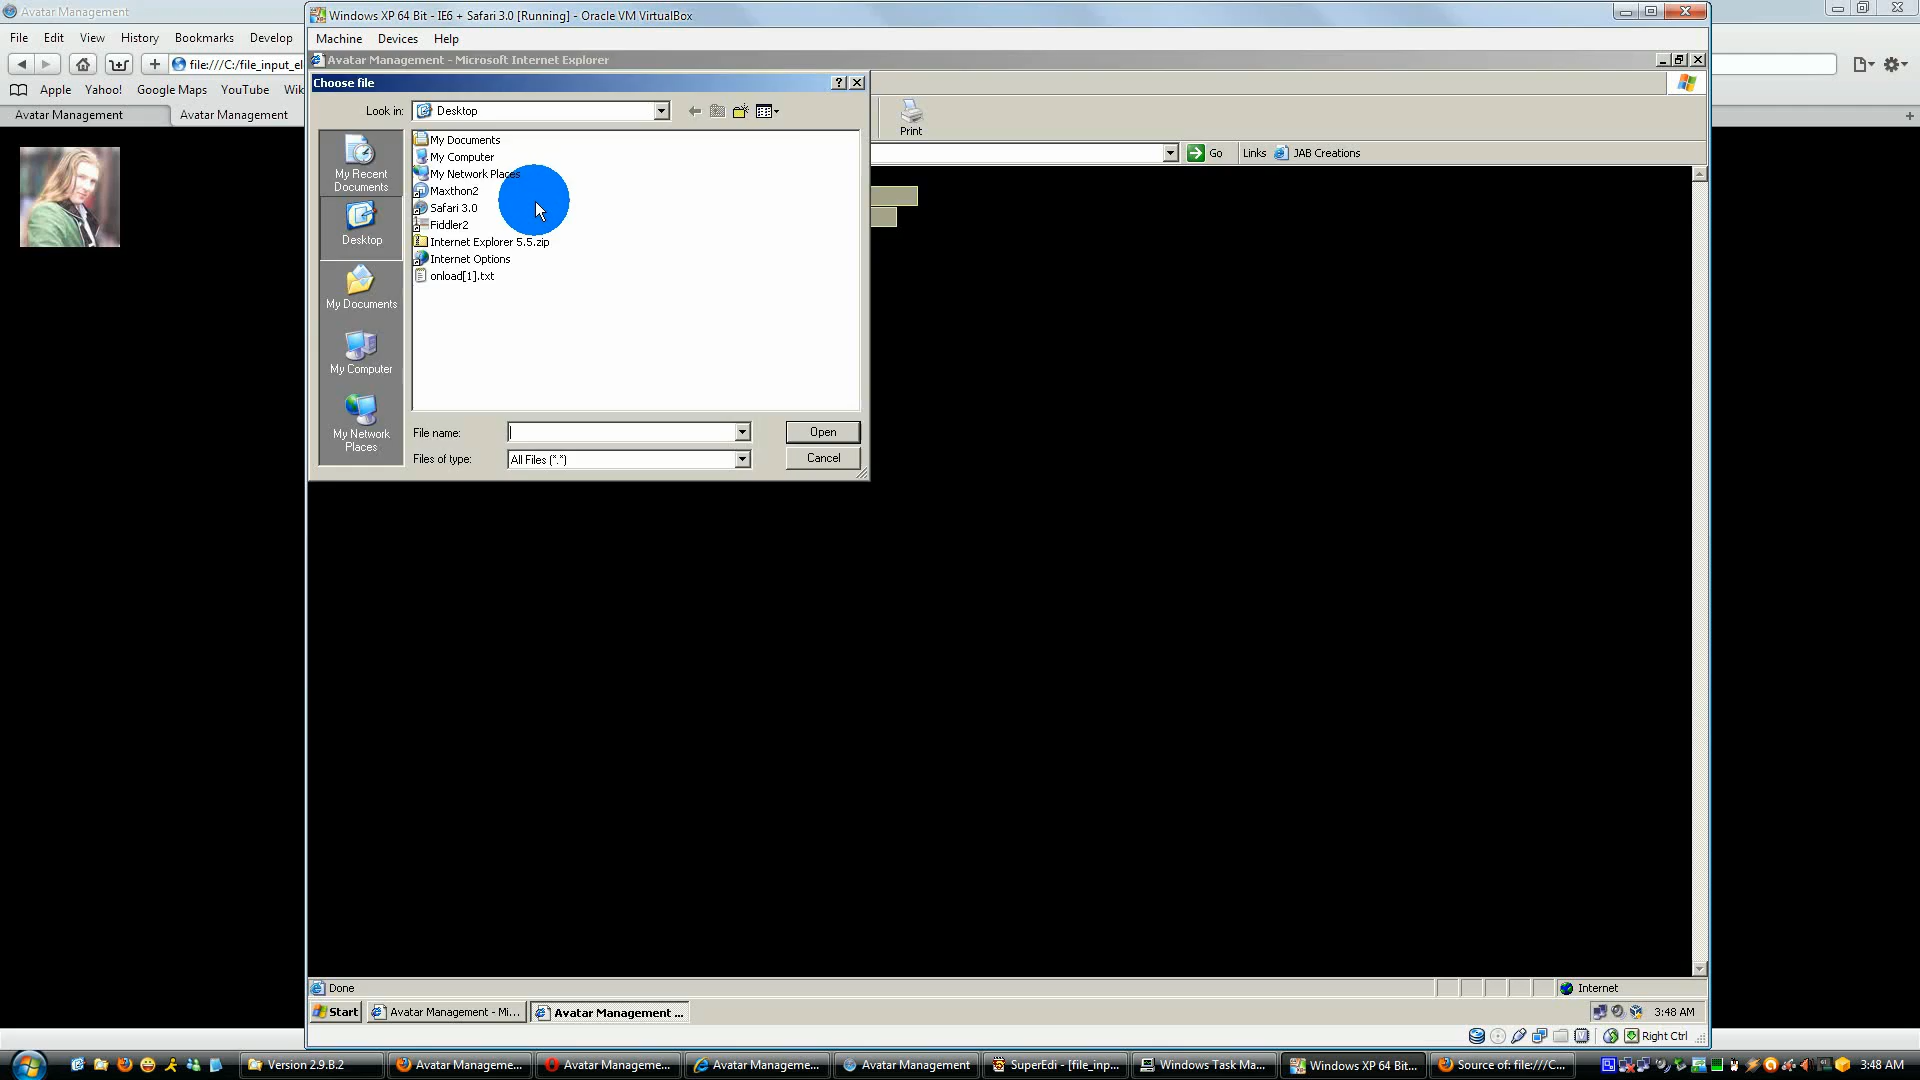 Avatar Management
File Edit View History Bookmarks Develop
file:///C:/file_input_el
Apple Yahoo! Google Maps YouTube Wik
Avatar Management Avatar Management
Windows XP 64 Bit - IE6 + Safari 3.0 [Running] - Oracle VM VirtualBox
Machine Devices Help
Avatar Management - Microsoft Internet Explorer
Choose file
Look in: Desktop
My Recent Documents
Desktop
My Documents
My Computer
My Network Places
My Documents
My Computer
My Network Places
Maxthon2
Safari 3.0
Fiddler2
Internet Explorer 5.5.zip
Internet Options
onload[1].txt
File name:
Open
Files of type: All Files (*.*)
Cancel
Print
Go Links JAB Creations
Done
Internet
Start Avatar Management - Mi... Avatar Management ... 3:48 AM
Right Ctrl
Version 2.9.B.2 Avatar Manageme... Avatar Manageme... Avatar Manageme... Avatar Management SuperEdi - [file_inp... Windows Task Ma... Windows XP 64 Bit... Source of: file:///C... 3:48 AM